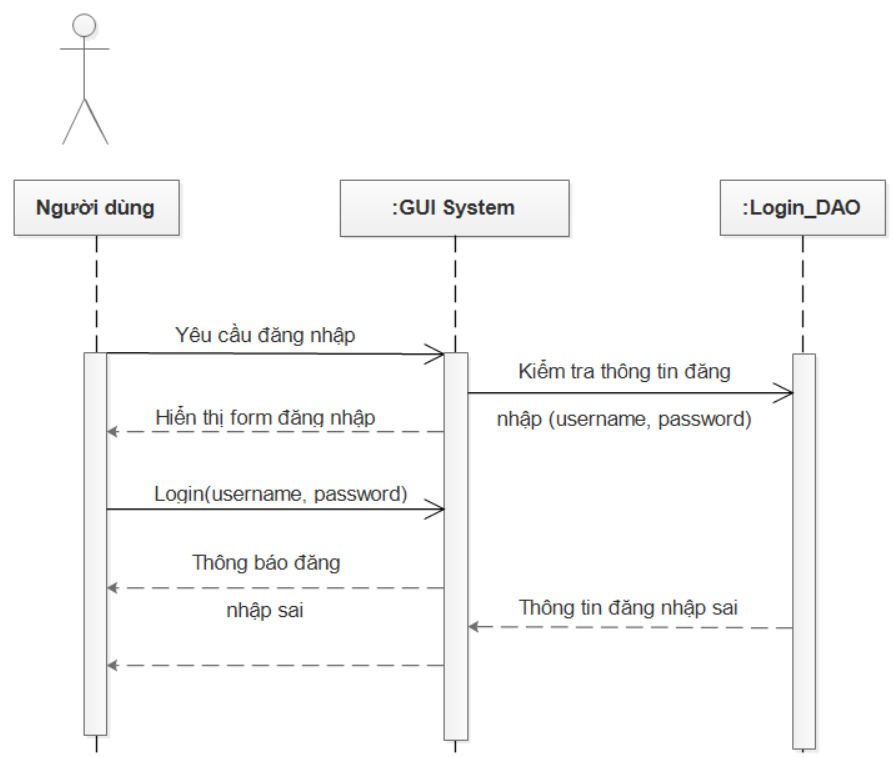 Người dùng
:GUI System
:Login_DAO
Yêu cầu đăng nhập
Kiểm tra thông tin đăng
nhập (username, password)
Hiển thị form đăng nhập
Login(username, password)
Thông báo đăng
nhập sai
Thông tin đăng nhập sai